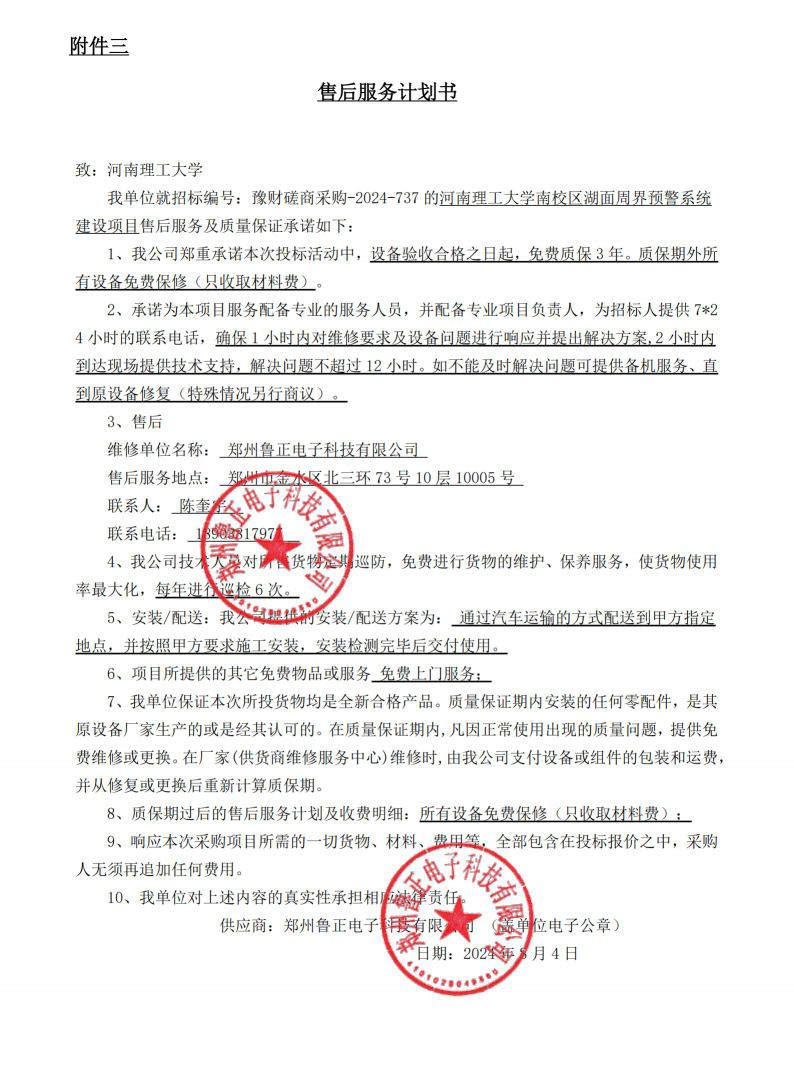 附件三
售后服务计划书
致：河南理工大学
我单位就招标编号：豫财磋商采购-2024-737 的河南理工大学南校区湖面周界预警系统
建设项目售后服务及质量保证承诺如下：
1、我公司郑重承诺本次投标活动中，设备验收合格之日起，免费质保 3 年。质保期外所
有设备免费保修（只收取材料费）。
2、承诺为本项目服务配备专业的服务人员，并配备专业项目负责人，为招标人提供 7*2
4 小时的联系电话，确保 1 小时内对维修要求及设备问题进行响应并提出解决方案,2 小时内
到达现场提供技术支持，解决问题不超过 12 小时。如不能及时解决问题可提供备机服务、直
到原设备修复（特殊情况另行商议）。
3、售后
维修单位名称： 郑州鲁正电子科技有限公司
售后服务地点： 郑州市金水区北三环 73 号 10 层 10005 号
联系人： 陈奎宇
联系电话：
郑州鲁正电子科技有限公司
4101028049380
4、我公司技术人员对所售货物定期巡防，免费进行货物的维护、保养服务，使货物使用
率最大化，每年进行巡检 6 次。
5、安装/配送：我公司提供的安装/配送方案为： 通过汽车运输的方式配送到甲方指定
地点，并按照甲方要求施工安装，安装检测完毕后交付使用。
6、项目所提供的其它免费物品或服务 免费上门服务；
7、我单位保证本次所投货物均是全新合格产品。质量保证期内安装的任何零配件，是其
原设备厂家生产的或是经其认可的。在质量保证期内,凡因正常使用出现的质量问题，提供免
费维修或更换。在厂家(供货商维修服务中心)维修时,由我公司支付设备或组件的包装和运费，
并从修复或更换后重新计算质保期。
8、质保期过后的售后服务计划及收费明细：所有设备免费保修（只收取材料费）；
9、响应本次采购项目所需的一切货物、材料、费用等，全部包含在投标报价之中，采购
人无须再追加任何费用。
10、我单位对上述内容的真实性承担相应法律责任。
供应商：郑州鲁正电子科技有限公司 （盖单位电子公章）
日期：2024 年 8 月 4 日
郑州鲁正电子科技有限公司
4101028049380